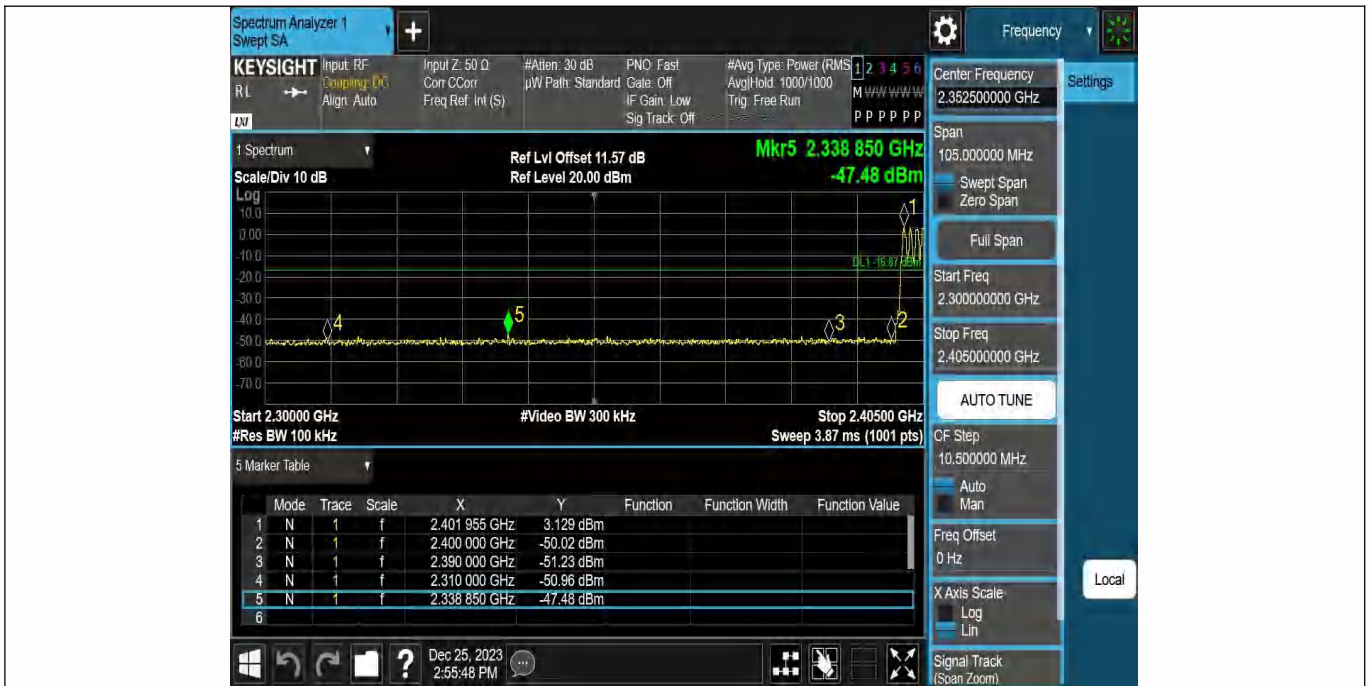 Spectrum Analyzer 1
Swept SA
Frequency
KEYSIGHT
RL
LXI
Input: RF
Coupling: DC
Align: Auto
Input Z: 50 Ω
Corr CCorr
Freq Ref: Int (S)
#Atten: 30 dB
µW Path: Standard
PNO: Fast
Gate: Off
IF Gain: Low
Sig Track: Off
#Avg Type: Power (RMS
Avg|Hold: 1000/1000
Trig: Free Run
1 2 3 4 5 6
M W W W W W
P P P P P P
1 Spectrum
Scale/Div 10 dB
Ref Lvl Offset 11.57 dB
Ref Level 20.00 dBm
Mkr5 2.338 850 GHz
-47.48 dBm
Log
10.0
0.00
-10.0
-20.0
-30.0
-40.0
-50.0
-60.0
-70.0
DL1 -16.87 dBm
1
2
3
4
5
Start 2.30000 GHz
#Video BW 300 kHz
Stop 2.40500 GHz
#Res BW 100 kHz
Sweep 3.87 ms (1001 pts)
5 Marker Table
Mode Trace Scale X Y Function Function Width Function Value
1 N 1 f 2.401 955 GHz 3.129 dBm
2 N 1 f 2.400 000 GHz -50.02 dBm
3 N 1 f 2.390 000 GHz -51.23 dBm
4 N 1 f 2.310 000 GHz -50.96 dBm
5 N 1 f 2.338 850 GHz -47.48 dBm
6
Dec 25, 2023
2:55:48 PM
Center Frequency
2.352500000 GHz
Settings
Span
105.000000 MHz
Swept Span
Zero Span
Full Span
Start Freq
2.300000000 GHz
Stop Freq
2.405000000 GHz
AUTO TUNE
CF Step
10.500000 MHz
Auto
Man
Freq Offset
0 Hz
X Axis Scale
Log
Lin
Local
Signal Track
(Span Zoom)